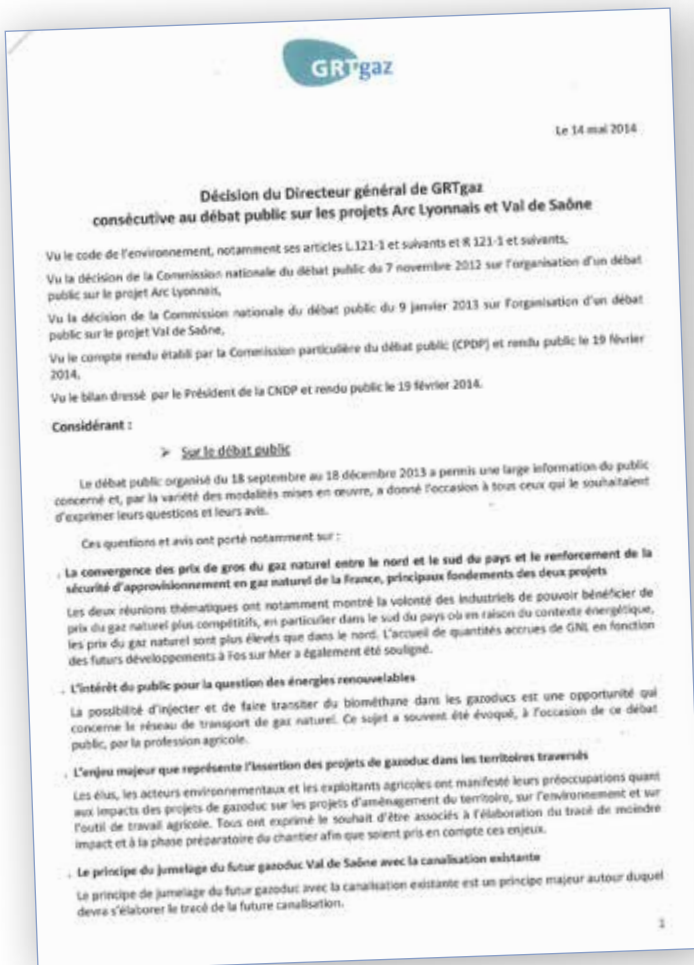 GRTgaz
Le 14 mai 2014
Décision du Directeur général de GRTgaz
consécutive au débat public sur les projets Arc Lyonnais et Val de Saône
Vu le code de l'environnement, notamment ses articles L.121-1 et suivants et R 121-1 et suivants,
Vu la décision de la Commission nationale du débat public du 7 novembre 2012 sur l'organisation d'un débat
public sur le projet Arc Lyonnais,
Vu la décision de la Commission nationale du débat public du 9 janvier 2013 sur l'organisation d'un débat
public sur le projet Val de Saône,
Vu le compte rendu établi par la Commission particulière du débat public (CPDP) et rendu public le 19 février
2014,
Vu le bilan dressé par le Président de la CNDP et rendu public le 19 février 2014.
Considérant :
➢ Sur le débat public
Le débat public organisé du 18 septembre au 18 décembre 2013 a permis une large information du public
concerné et, par la variété des modalités mises en œuvre, a donné l'occasion à tous ceux qui le souhaitaient
d'exprimer leurs questions et leurs avis.
Ces questions et avis ont porté notamment sur :
. La convergence des prix de gros du gaz naturel entre le nord et le sud du pays et le renforcement de la
sécurité d'approvisionnement en gaz naturel de la France, principaux fondements des deux projets
Les deux réunions thématiques ont notamment montré la volonté des industriels de pouvoir bénéficier de
prix du gaz naturel plus compétitifs, en particulier dans le sud du pays où en raison du contexte énergétique,
les prix du gaz naturel sont plus élevés que dans le nord. L'accueil de quantités accrues de GNL en fonction
des futurs développements à Fos sur Mer a également été souligné.
. L'intérêt du public pour la question des énergies renouvelables
La possibilité d'injecter et de faire transiter du biométhane dans les gazoducs est une opportunité qui
concerne le réseau de transport de gaz naturel. Ce sujet a souvent été évoqué, à l'occasion de ce débat
public, par la profession agricole.
. L'enjeu majeur que représente l'insertion des projets de gazoduc dans les territoires traversés
Les élus, les acteurs environnementaux et les exploitants agricoles ont manifesté leurs préoccupations quant
aux impacts des projets de gazoduc sur les projets d'aménagement du territoire, sur l'environnement et sur
l'outil de travail agricole. Tous ont exprimé le souhait d'être associés à l'élaboration du tracé de moindre
impact et à la phase préparatoire du chantier afin que soient pris en compte ces enjeux.
. Le principe du jumelage du futur gazoduc Val de Saône avec la canalisation existante
Le principe de jumelage du futur gazoduc avec la canalisation existante est un principe majeur autour duquel
devra s'élaborer le tracé de la future canalisation.
1